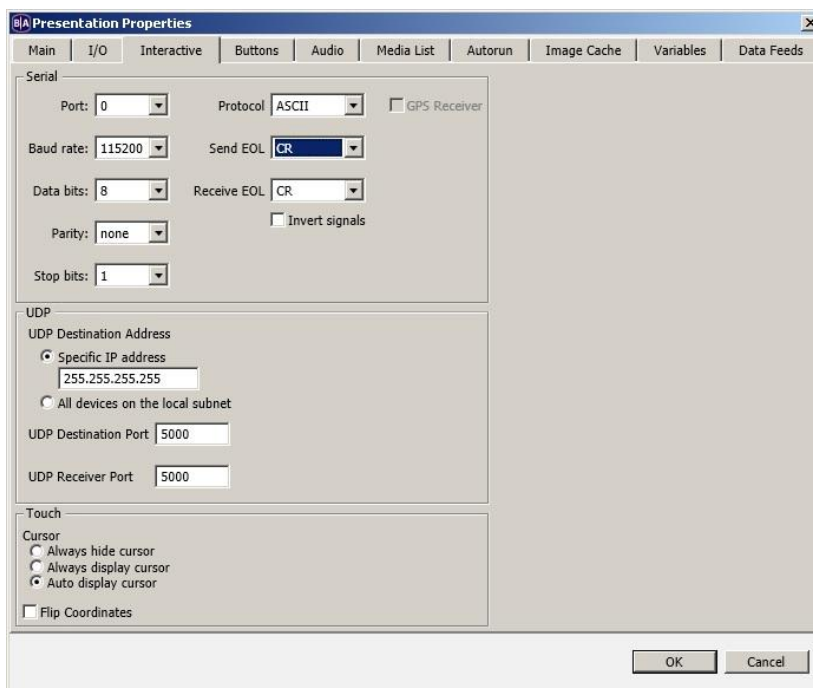 B|A Presentation Properties
Main I/O Interactive Buttons Audio Media List Autorun Image Cache Variables Data Feeds
Serial
Port: 0 Protocol ASCII GPS Receiver
Baud rate: 115200 Send EOL CR
Data bits: 8 Receive EOL CR
Invert signals
Parity: none
Stop bits: 1
UDP
UDP Destination Address
Specific IP address
255.255.255.255
All devices on the local subnet
UDP Destination Port 5000
UDP Receiver Port 5000
Touch
Cursor
Always hide cursor
Always display cursor
Auto display cursor
Flip Coordinates
OK Cancel